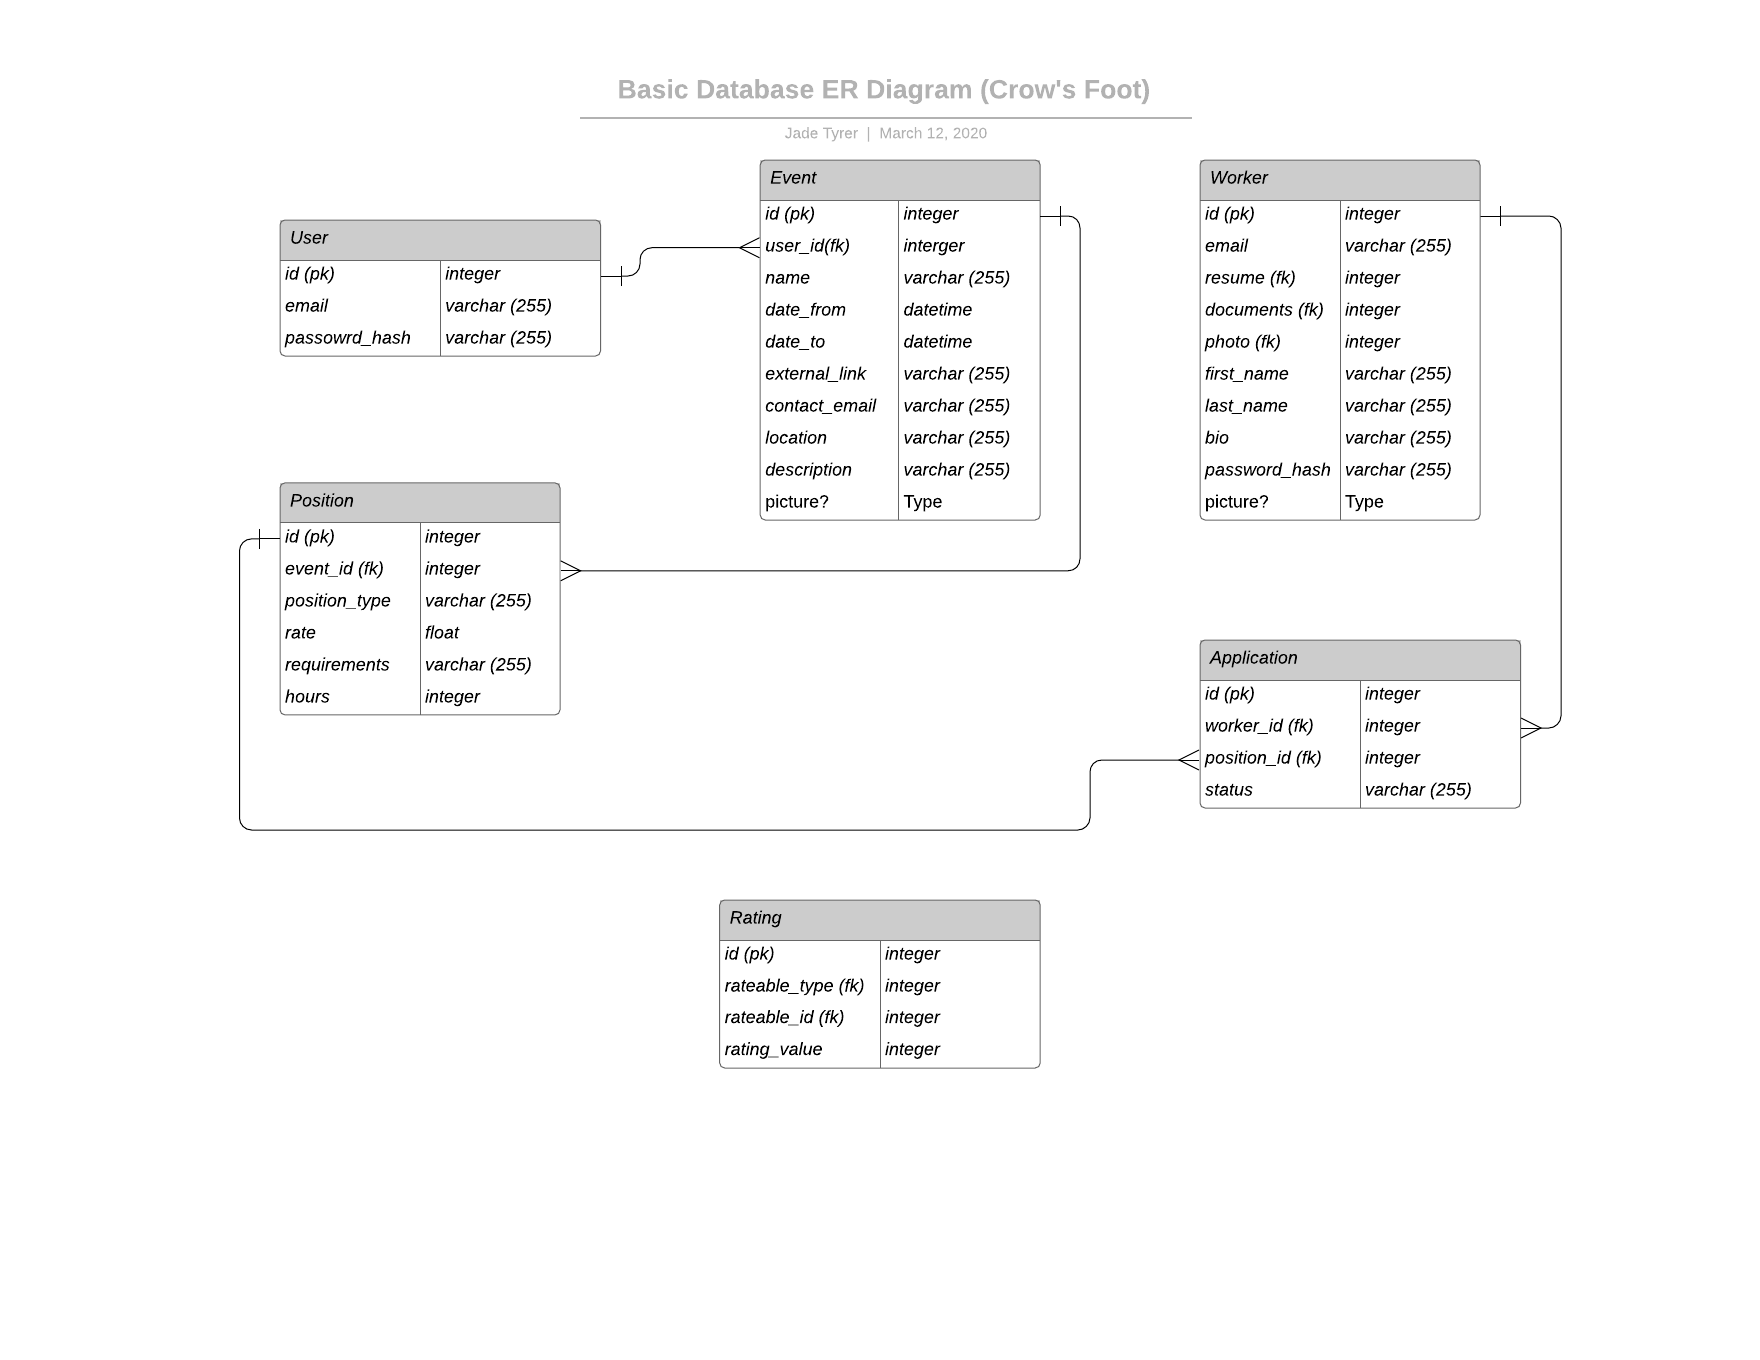 Basic Database ER Diagram (Crow's Foot)
Jade Tyrer | March 12, 2020
User
id (pk) integer
email varchar (255)
passowrd_hash varchar (255)
Event
id (pk) integer
user_id(fk) interger
name varchar (255)
date_from datetime
date_to datetime
external_link varchar (255)
contact_email varchar (255)
location varchar (255)
description varchar (255)
picture? Type
Worker
id (pk) integer
email varchar (255)
resume (fk) integer
documents (fk) integer
photo (fk) integer
first_name varchar (255)
last_name varchar (255)
bio varchar (255)
password_hash varchar (255)
picture? Type
Position
id (pk) integer
event_id (fk) integer
position_type varchar (255)
rate float
requirements varchar (255)
hours integer
Application
id (pk) integer
worker_id (fk) integer
position_id (fk) integer
status varchar (255)
Rating
id (pk) integer
rateable_type (fk) integer
rateable_id (fk) integer
rating_value integer